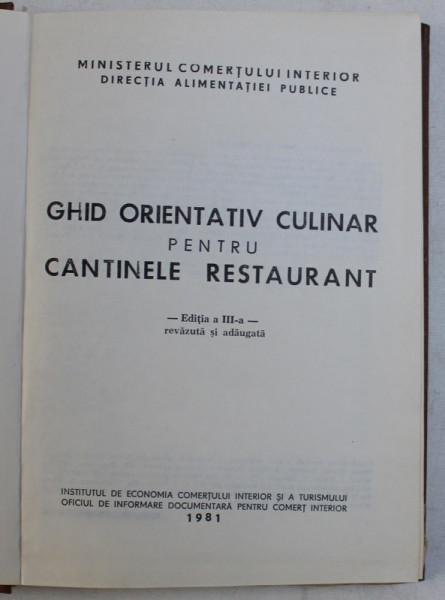 MINISTERUL COMERȚULUI INTERIOR
DIRECȚIA ALIMENTAȚIEI PUBLICE
GHID ORIENTATIV CULINAR
PENTRU
CANTINELE RESTAURANT
— Ediția a III-a —
revăzută și adăugată
INSTITUTUL DE ECONOMIA COMERȚULUI INTERIOR ȘI A TURISMULUI
OFICIUL DE INFORMARE DOCUMENTARĂ PENTRU COMERȚ INTERIOR
1981